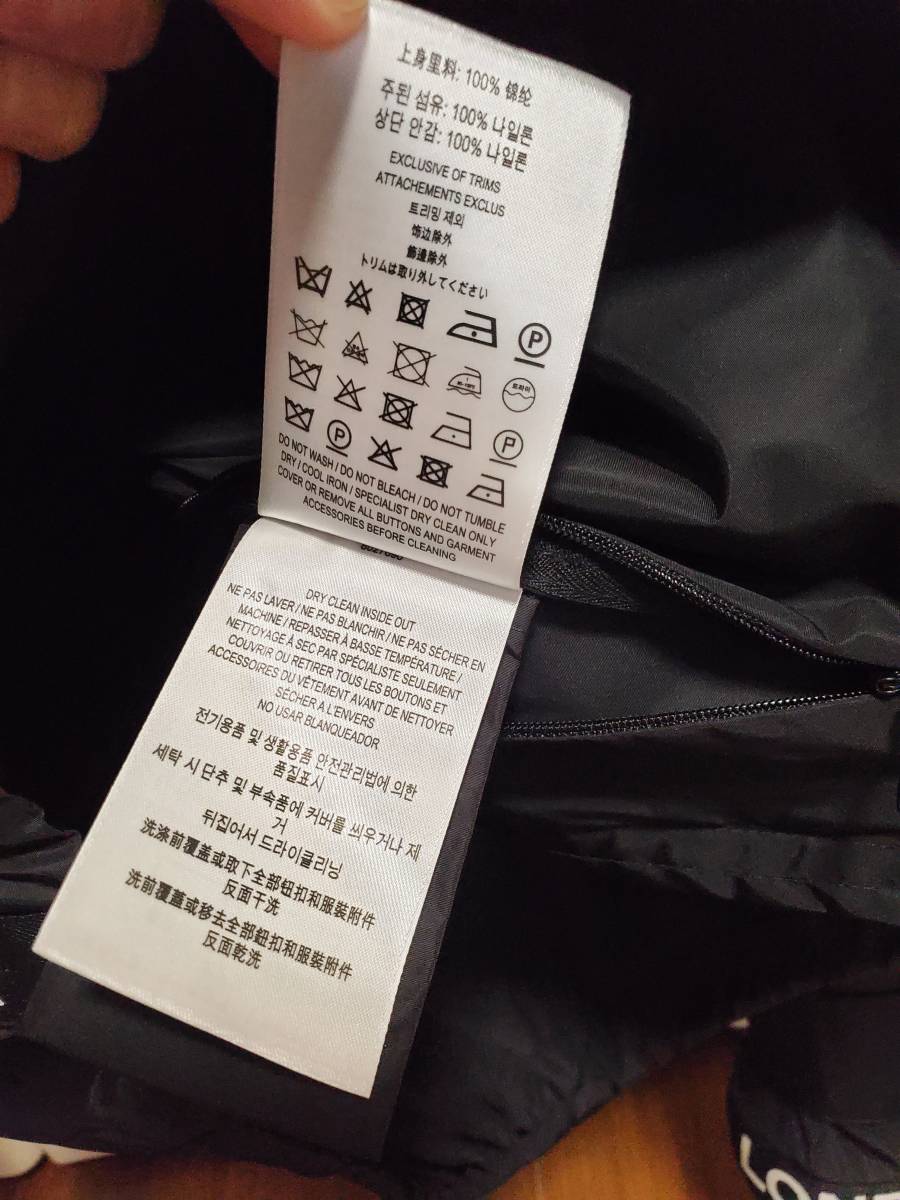 上身里料: 100% 锦纶
주된 섬유: 100% 나일론
상단 안감: 100% 나일론
EXCLUSIVE OF TRIMS
ATTACHEMENTS EXCLUS
트리밍 제외
饰边除外
飾邊除外
トリムは取り外してください
P
드라이
P
P
DO NOT WASH / DO NOT BLEACH / DO NOT TUMBLE
DRY / COOL IRON / SPECIALIST DRY CLEAN ONLY
COVER OR REMOVE ALL BUTTONS AND GARMENT
ACCESSORIES BEFORE CLEANING
DRY CLEAN INSIDE OUT
NE PAS LAVER / NE PAS BLANCHIR / NE PAS SÉCHER EN
MACHINE / REPASSER À BASSE TEMPÉRATURE /
NETTOYAGE À SEC PAR SPÉCIALISTE SEULEMENT
COUVRIR OU RETIRER TOUS LES BOUTONS ET
ACCESSOIRES DU VÊTEMENT AVANT DE NETTOYER
SÉCHER À L'ENVERS
NO USAR BLANQUEADOR
전기용품 및 생활용품 안전관리법에 의한
품질표시
세탁 시 단추 및 부속품에 커버를 씌우거나 제
거
뒤집어서 드라이클리닝
洗涤前覆蓋或取下全部鈕扣和服裝附件
反面干洗
洗前覆蓋或移去全部鈕扣和服裝附件
反面乾洗